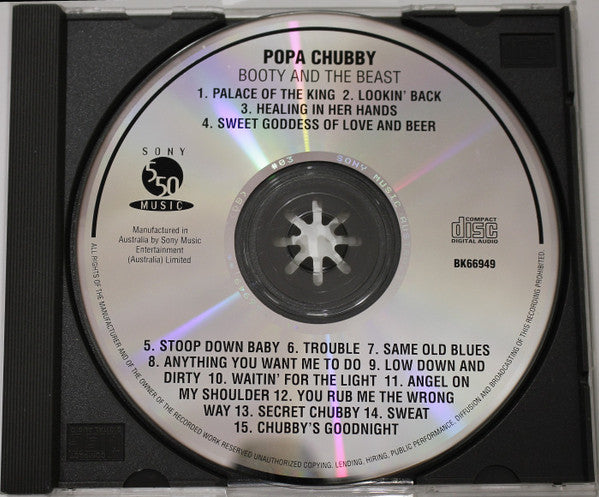 POPA CHUBBY
BOOTY AND THE BEAST
1. PALACE OF THE KING 2. LOOKIN' BACK
3. HEALING IN HER HANDS
4. SWEET GODDESS OF LOVE AND BEER
SONY
550
MUSIC
Manufactured in
Australia by Sony Music
Entertainment
(Australia) Limited
COMPACT
disc
DIGITAL AUDIO
BK66949
#03 SONY MUSIC
5. STOOP DOWN BABY 6. TROUBLE 7. SAME OLD BLUES
8. ANYTHING YOU WANT ME TO DO 9. LOW DOWN AND
DIRTY 10. WAITIN' FOR THE LIGHT 11. ANGEL ON
MY SHOULDER 12. YOU RUB ME THE WRONG
WAY 13. SECRET CHUBBY 14. SWEAT
15. CHUBBY'S GOODNIGHT
ALL RIGHTS OF THE MANUFACTURER AND OF THE OWNER OF THE RECORDED WORK RESERVED UNAUTHORIZED COPYING, LENDING, HIRING, PUBLIC PERFORMANCE, DIFFUSION AND BROADCASTING OF THIS RECORDING PROHIBITED.